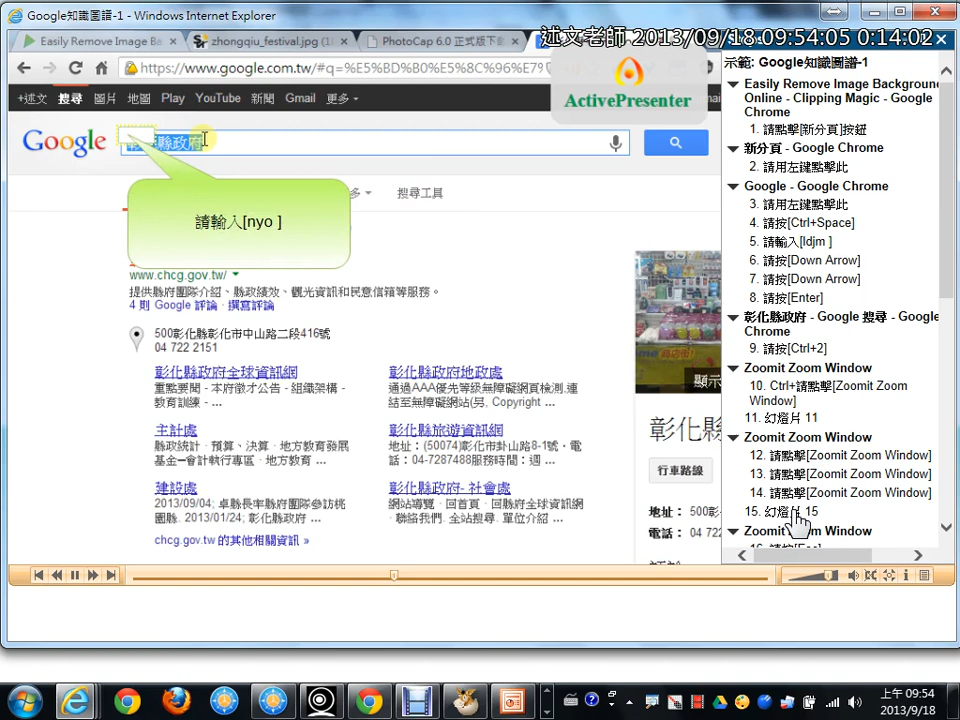 Google知識圖譜-1 - Windows Internet Explorer
述文老師 2013/09/18 09:54:05 0:14:02
Easily Remove Image Ba
zhongqiu_festival.jpg (1
PhotoCap 6.0 正式版下載
https://www.google.com.tw/#q=%E5%BD%B0%E5%8C%96%E7%B
ActivePresenter
+述文 搜尋 圖片 地圖 Play YouTube 新聞 Gmail 更多
Google
縣政府
請輸入[nyo ]
多 搜尋工具
www.chcg.gov.tw/
提供縣府團隊介紹、縣政績效、觀光資訊和民意信箱等服務。
4 則 Google 評論 · 撰寫評論
500彰化縣彰化市中山路二段416號
04 722 2151
彰化縣政府全球資訊網
重點要聞 - 本府徵才公告 - 組織架構 -
教育訓練 - ...
彰化縣政府地政處
通過AAA優先等級無障礙網頁檢測.連
結至無障礙網站(另, Copyright ...
主計處
縣政統計 · 預算、決算 · 地方教育發展
基金─會計執行專區 · 地方教育 ...
彰化縣旅遊資訊網
地址：(50074)彰化市卦山路8-1號・電
話：04-7287488服務時間：週 ...
建設處
2013/09/04; 卓縣長率縣府團隊參訪桃
園縣. 2013/01/24; 彰化縣政府 ...
彰化縣政府- 社會處
網站導覽 · 回首頁 · 回縣府全球資訊網
· 聯絡我們. 全站搜尋. 單位介紹 ...
chcg.gov.tw 的其他相關資訊 »
顯示
彰化縣
行車路線
地址： 500彰
電話： 04 722
示範: Google知識圖譜-1
Easily Remove Image Background
Online - Clipping Magic - Google
Chrome
1. 請點擊[新分頁]按鈕
新分頁 - Google Chrome
2. 請用左鍵點擊此
Google - Google Chrome
3. 請用左鍵點擊此
4. 請按[Ctrl+Space]
5. 請輸入[ldjm ]
6. 請按[Down Arrow]
7. 請按[Down Arrow]
8. 請按[Enter]
彰化縣政府 - Google 搜尋 - Google
Chrome
9. 請按[Ctrl+2]
Zoomit Zoom Window
10. Ctrl+請點擊[Zoomit Zoom
Window]
11. 幻燈片 11
Zoomit Zoom Window
12. 請點擊[Zoomit Zoom Window]
13. 請點擊[Zoomit Zoom Window]
14. 請點擊[Zoomit Zoom Window]
15. 幻燈片 15
Zoomit Zoom Window
16. 請按[Esc]
上午 09:54
2013/9/18